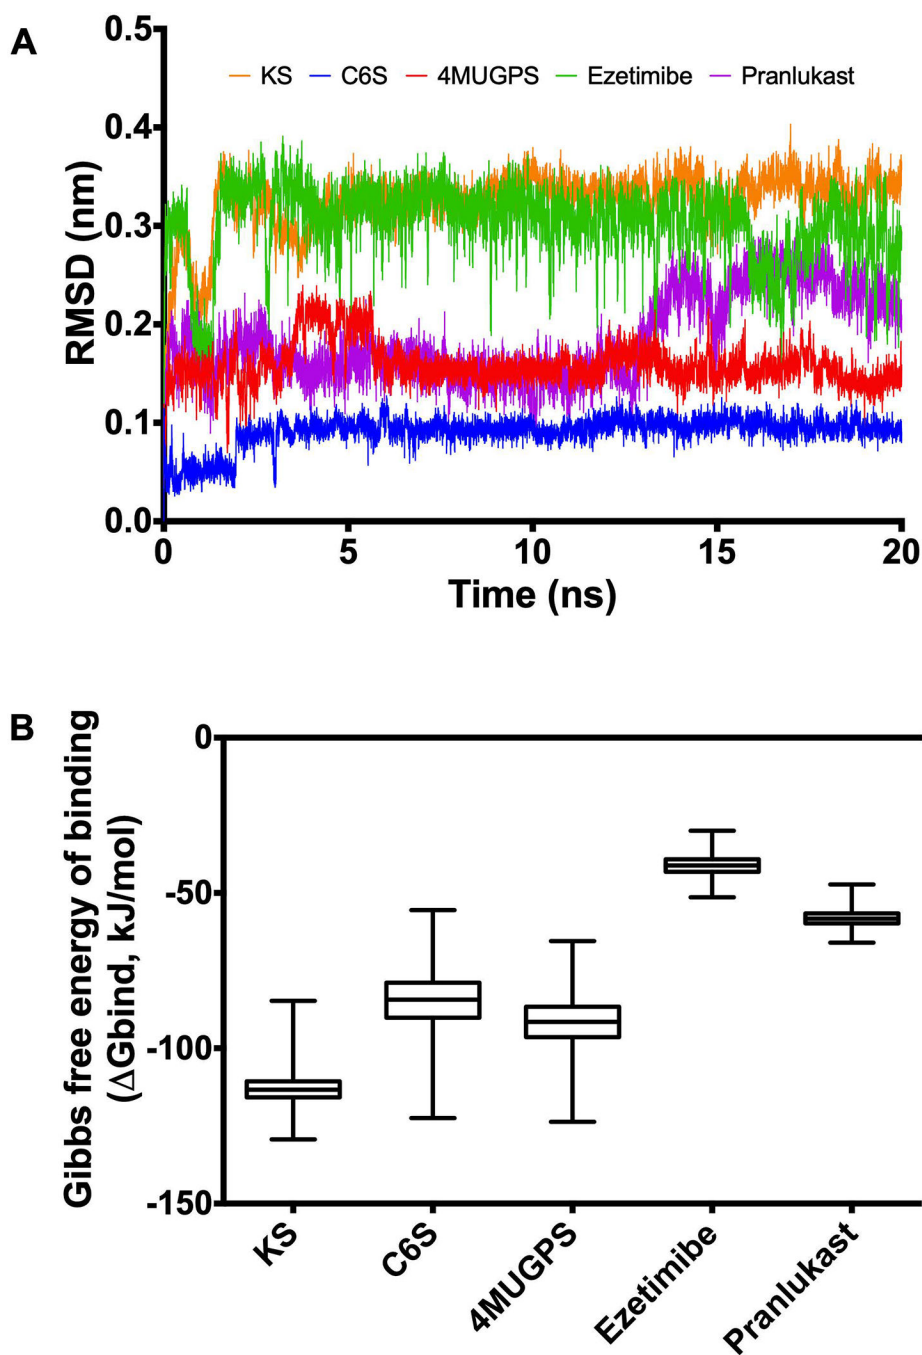 A
0.5
KS C6S 4MUGPS Ezetimibe Pranlukast
0.4
0.3
RMSD (nm)
0.2
0.1
0.0
0 5 10 15 20
Time (ns)
B
0
Gibbs free energy of binding
(ΔGbind, kJ/mol)
-50
-100
-150
KS
C6S
4MUGPS
Ezetimibe
Pranlukast